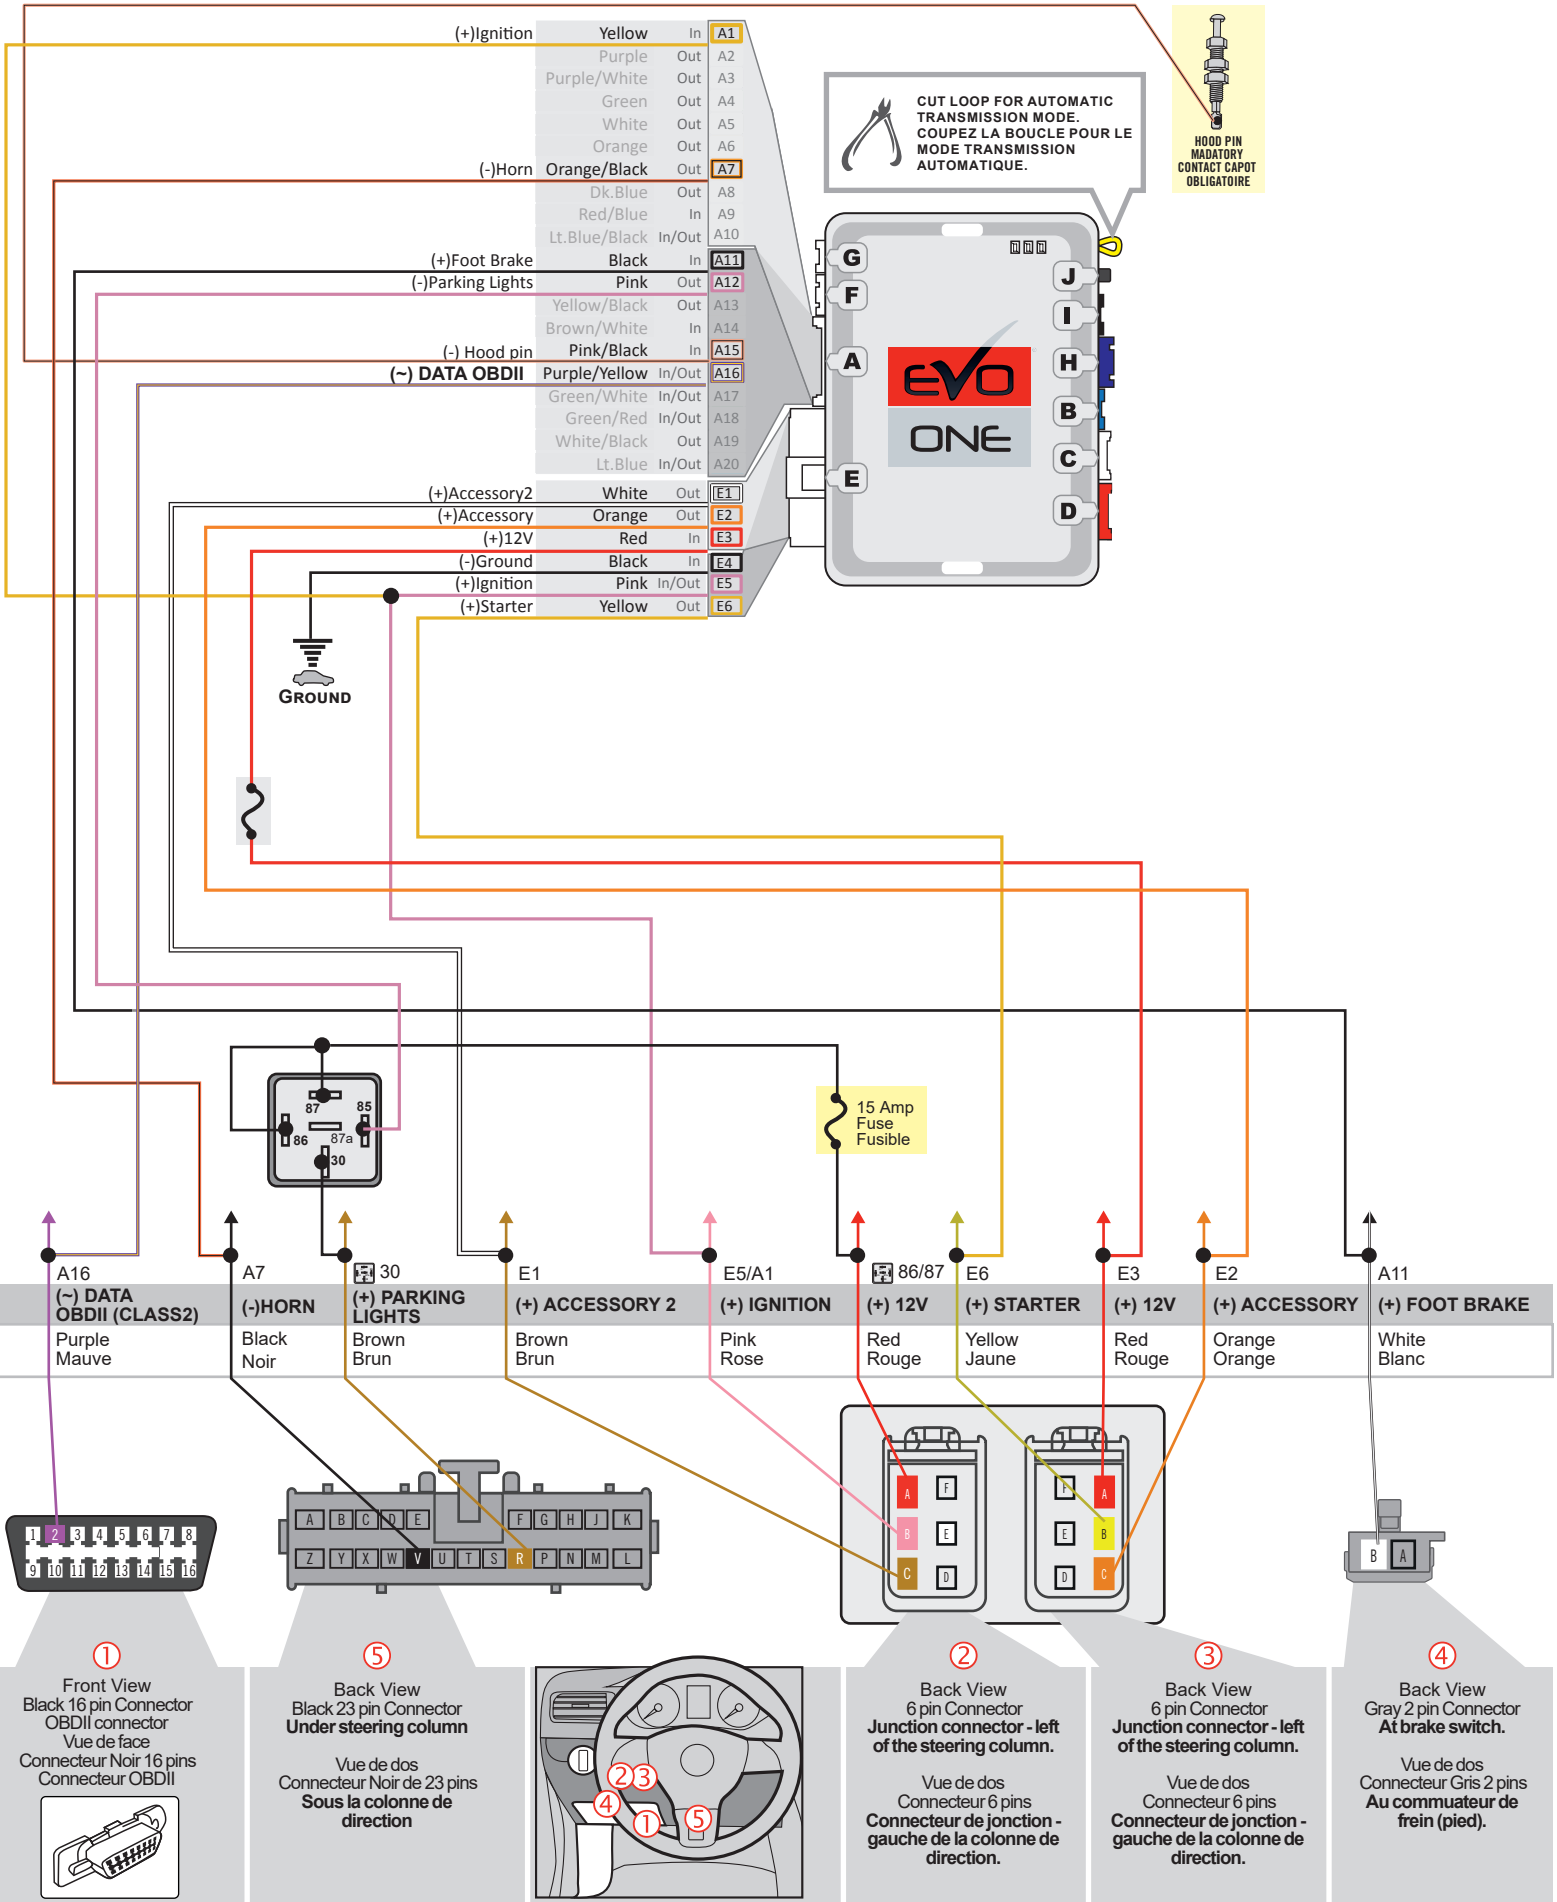 (+)Ignition Yellow In A1
Purple Out A2
Purple/White Out A3
Green Out A4
White Out A5
Orange Out A6
(-)Horn Orange/Black Out A7
Dk.Blue Out A8
Red/Blue In A9
Lt.Blue/Black In/Out A10
(+)Foot Brake Black In A11
(-)Parking Lights Pink Out A12
Yellow/Black Out A13
Brown/White In A14
(-) Hood pin Pink/Black In A15
(~) DATA OBDII Purple/Yellow In/Out A16
Green/White In/Out A17
Green/Red In/Out A18
White/Black Out A19
Lt.Blue In/Out A20
(+)Accessory2 White Out E1
(+)Accessory Orange Out E2
(+)12V Red In E3
(-)Ground Black In E4
(+)Ignition Pink In/Out E5
(+)Starter Yellow Out E6
CUT LOOP FOR AUTOMATIC
TRANSMISSION MODE.
COUPEZ LA BOUCLE POUR LE
MODE TRANSMISSION
AUTOMATIQUE.
HOOD PIN
MADATORY
CONTACT CAPOT
OBLIGATOIRE
G
F
A
E
J
I
H
B
C
D
EVO
ONE
GROUND
87
85
86
87a
30
15 Amp
Fuse
Fusible
A16
(~) DATA
OBDII (CLASS2)
Purple
Mauve
A7
(-)HORN
Black
Noir
30
(+) PARKING
LIGHTS
Brown
Brun
E1
(+) ACCESSORY 2
Brown
Brun
E5/A1
(+) IGNITION
Pink
Rose
86/87
(+) 12V
Red
Rouge
E6
(+) STARTER
Yellow
Jaune
E3
(+) 12V
Red
Rouge
E2
(+) ACCESSORY
Orange
Orange
A11
(+) FOOT BRAKE
White
Blanc
1 2 3 4 5 6 7 8
9 10 11 12 13 14 15 16
A B C D E F G H J K
Z Y X W V U T S R P N M L
A F
B E
C D
F A
E B
D C
B A
1
Front View
Black 16 pin Connector
OBDII connector
Vue de face
Connecteur Noir 16 pins
Connecteur OBDII
5
Back View
Black 23 pin Connector
Under steering column
Vue de dos
Connecteur Noir de 23 pins
Sous la colonne de
direction
2 3
4
1
5
2
Back View
6 pin Connector
Junction connector - left
of the steering column.
Vue de dos
Connecteur 6 pins
Connecteur de jonction -
gauche de la colonne de
direction.
3
Back View
6 pin Connector
Junction connector - left
of the steering column.
Vue de dos
Connecteur 6 pins
Connecteur de jonction -
gauche de la colonne de
direction.
4
Back View
Gray 2 pin Connector
At brake switch.
Vue de dos
Connecteur Gris 2 pins
Au commuateur de
frein (pied).